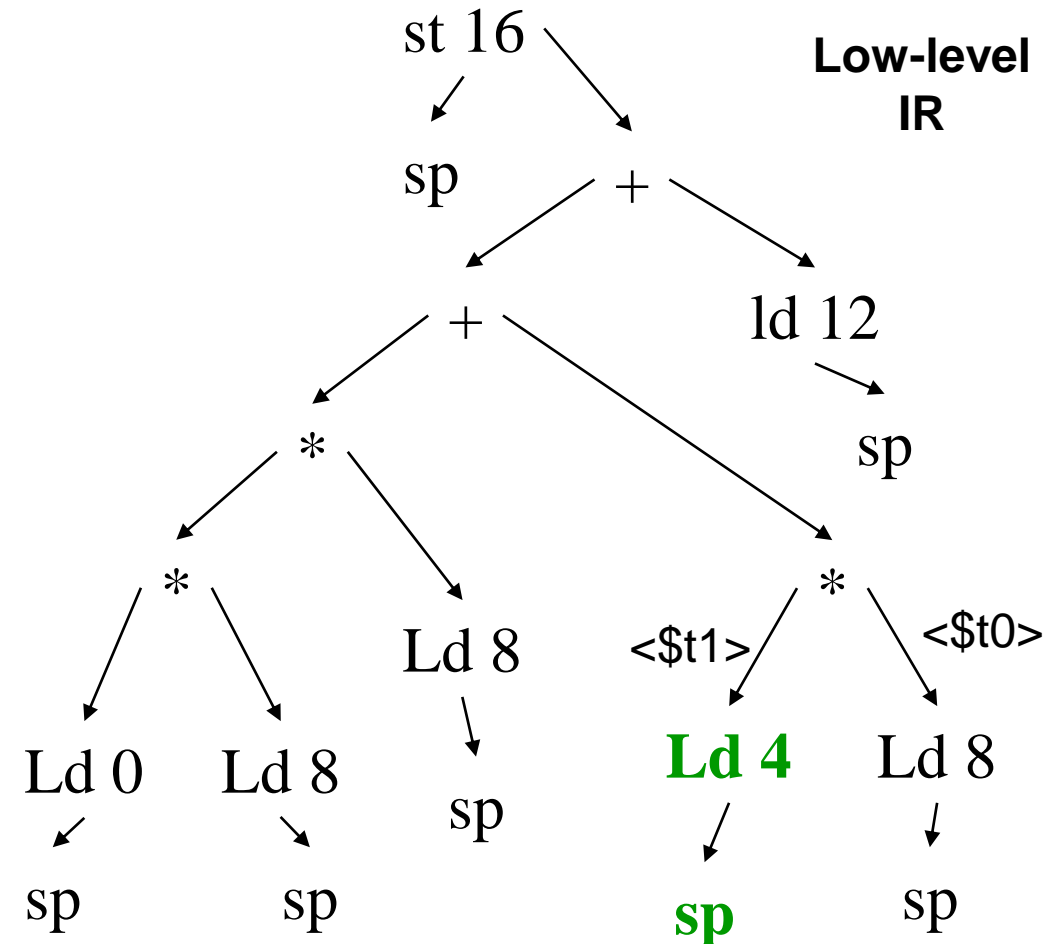 st 16
Low-level
IR
sp
+
+
ld 12
*
sp
*
*
Ld 8
<$t1>
<$t0>
Ld 0
Ld 8
sp
Ld 4
Ld 8
sp
sp
sp
sp